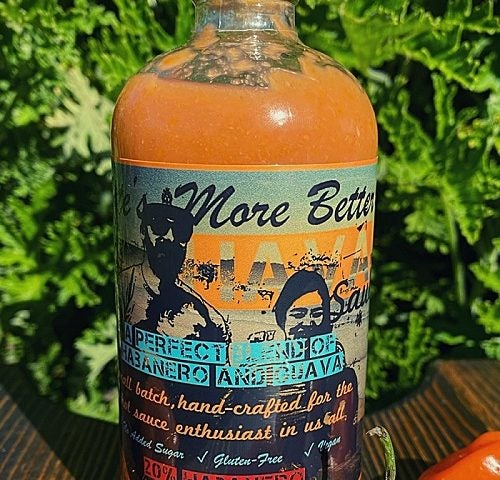 e's More Better
Sau
A PERFECT BLEND OF
HABANERO AND GUAVA
all batch, hand-crafted for the
t sauce enthusiast in us all.
Added Sugar ✓ Gluten-Free ✓ Vegan
20% HABANERO